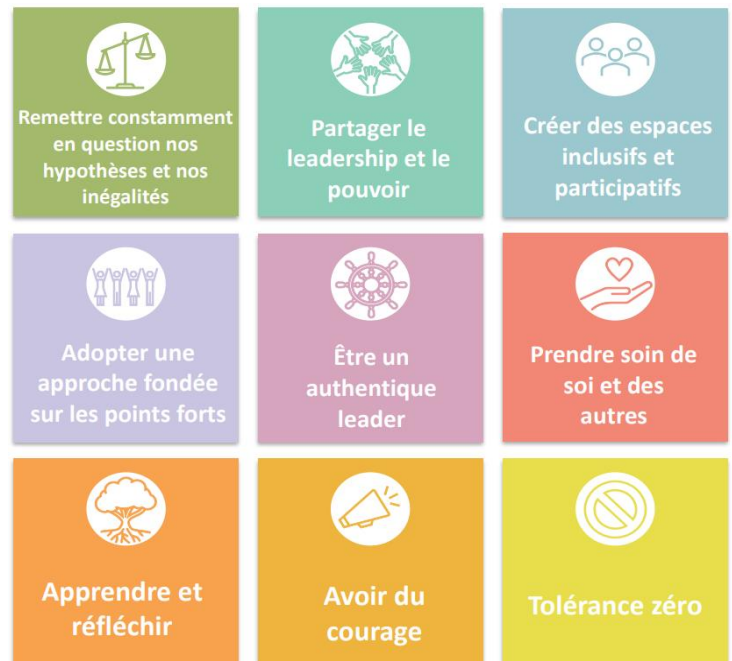 Remettre constamment
en question nos
hypothèses et nos
inégalités
Partager le
leadership et le
pouvoir
Créer des espaces
inclusifs et
participatifs
Adopter une
approche fondée
sur les points forts
Être un
authentique
leader
Prendre soin de
soi et des
autres
Apprendre et
réfléchir
Avoir du
courage
Tolérance zéro